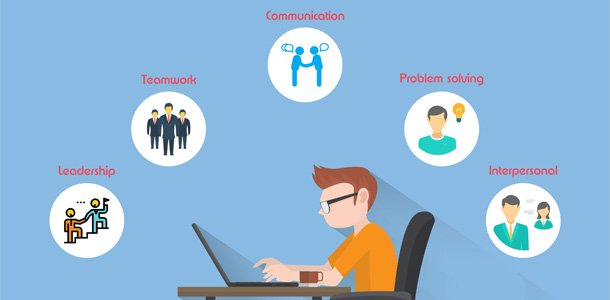 Communication
Teamwork
Problem solving
Leadership
Interpersonal